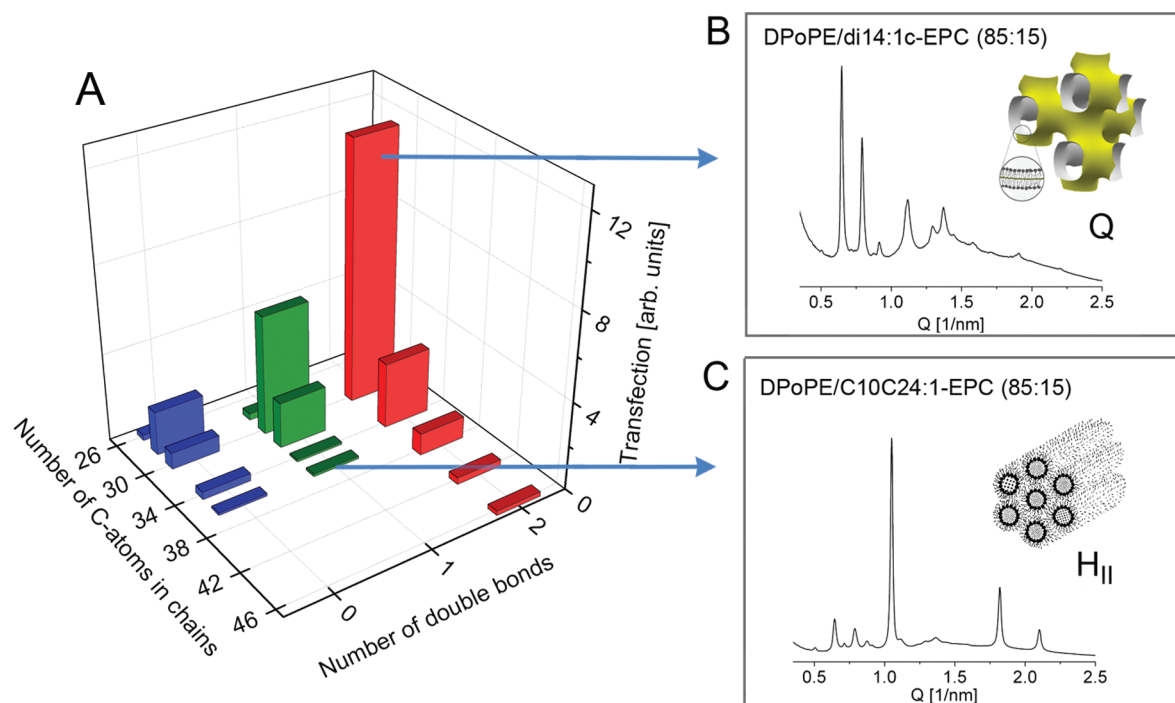 A
12
8
4
0
Transfection [arb. units]
26
30
34
38
42
46
Number of C-atoms in chains
0
1
2
Number of double bonds
B
DPoPE/di14:1c-EPC (85:15)
Q
0.5 1.0 1.5 2.0 2.5
Q [1/nm]
C
DPoPE/C10C24:1-EPC (85:15)
HII
0.5 1.0 1.5 2.0 2.5
Q [1/nm]